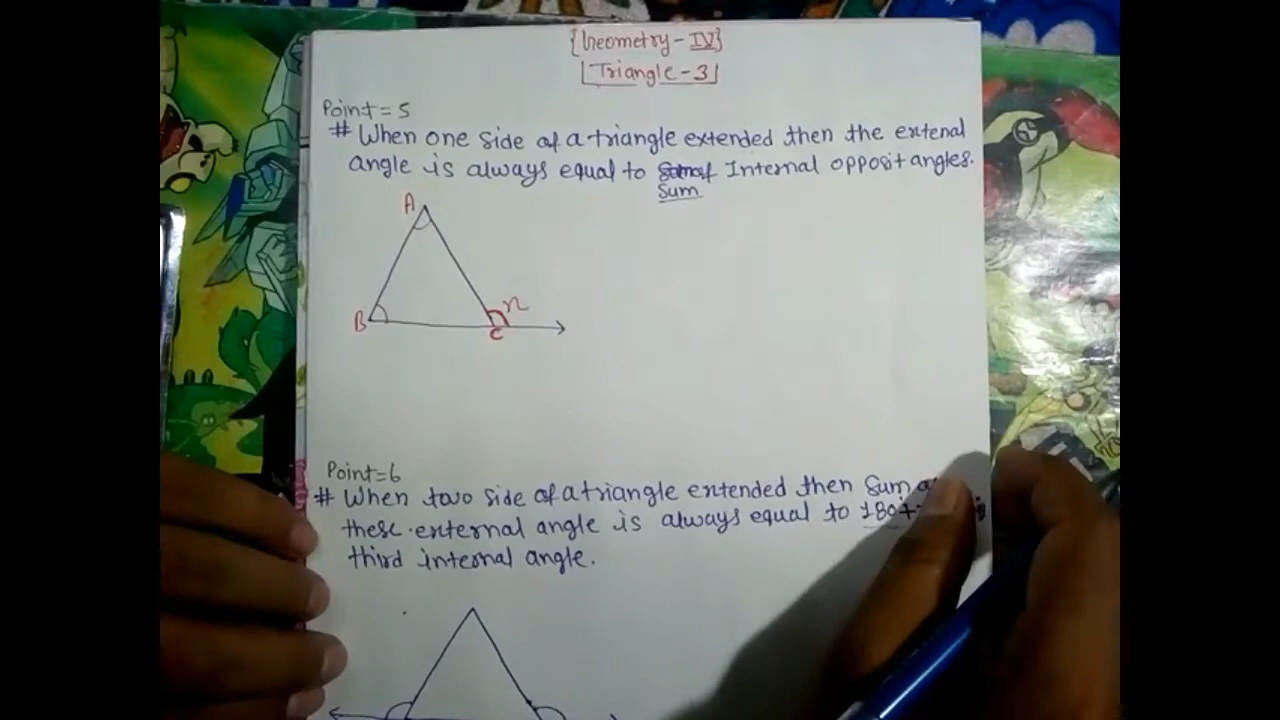 {Geometry-IV}
Triangle-3
Point=5
# When one side of a triangle extended then the extenal
angle is always equal to Internal opposit angles.
Sum
A
B
C
x
Point=6
# When two side of a triangle extended then Sum
these external angle is always equal to 180+
third internal angle.